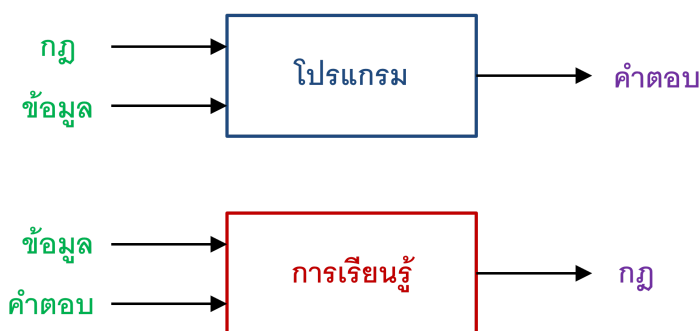 กฎ
ข้อมูล
โปรแกรม
คำตอบ
ข้อมูล
คำตอบ
การเรียนรู้
กฎ